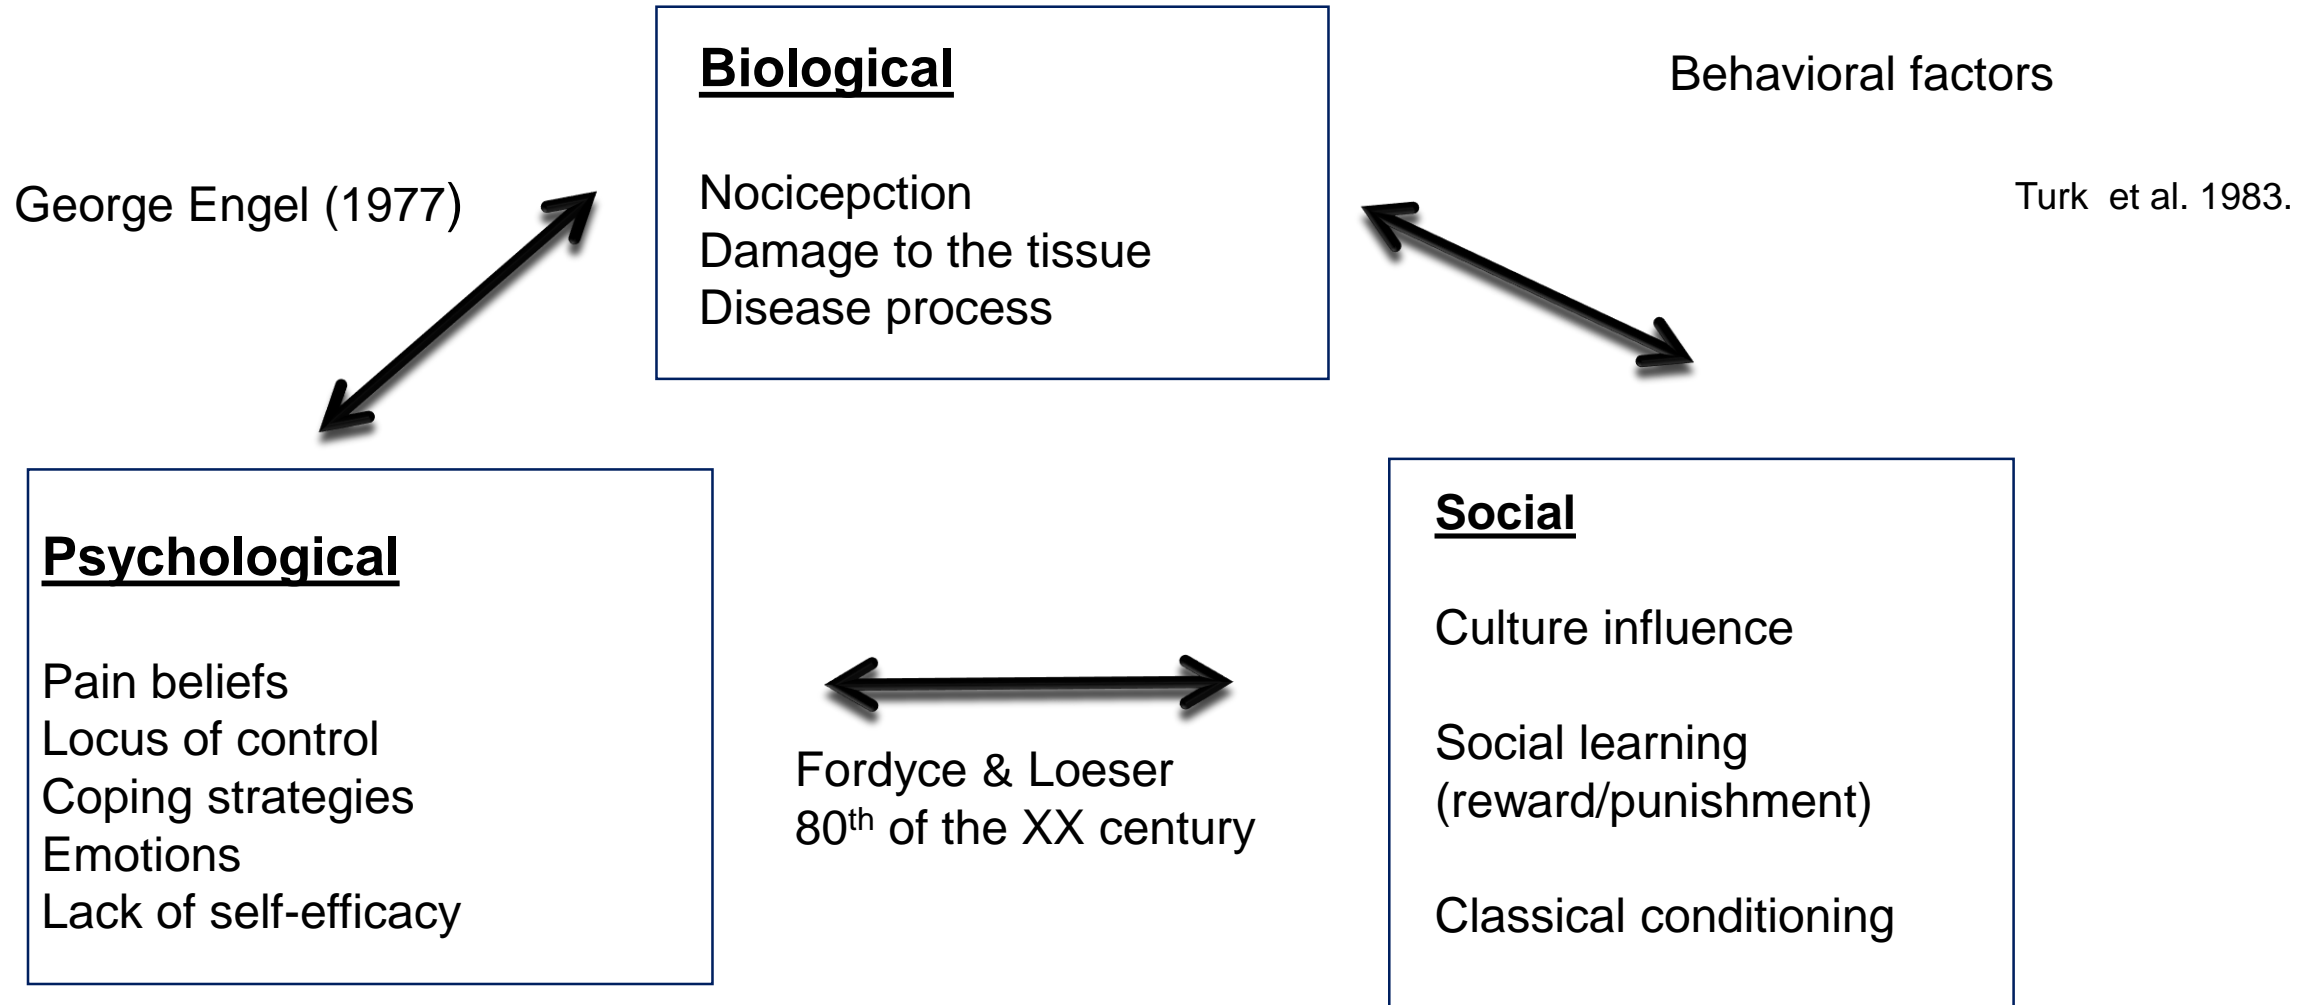 Biological
Nocicepction
Damage to the tissue
Disease process
Behavioral factors
George Engel (1977)
Turk et al. 1983.
Psychological
Pain beliefs
Locus of control
Coping strategies
Emotions
Lack of self-efficacy
Fordyce & Loeser
80th of the XX century
Social
Culture influence
Social learning
(reward/punishment)
Classical conditioning